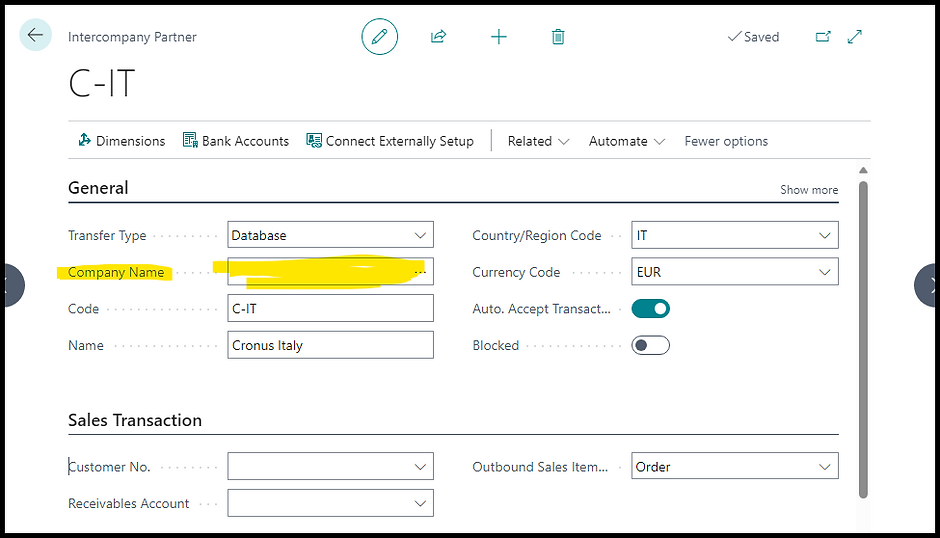 Intercompany Partner
Saved
C-IT
Dimensions Bank Accounts Connect Externally Setup Related Automate Fewer options
General Show more
Transfer Type Database Country/Region Code IT
Company Name Currency Code EUR
Code C-IT Auto. Accept Transact...
Name Cronus Italy Blocked
Sales Transaction
Customer No. Outbound Sales Item... Order
Receivables Account